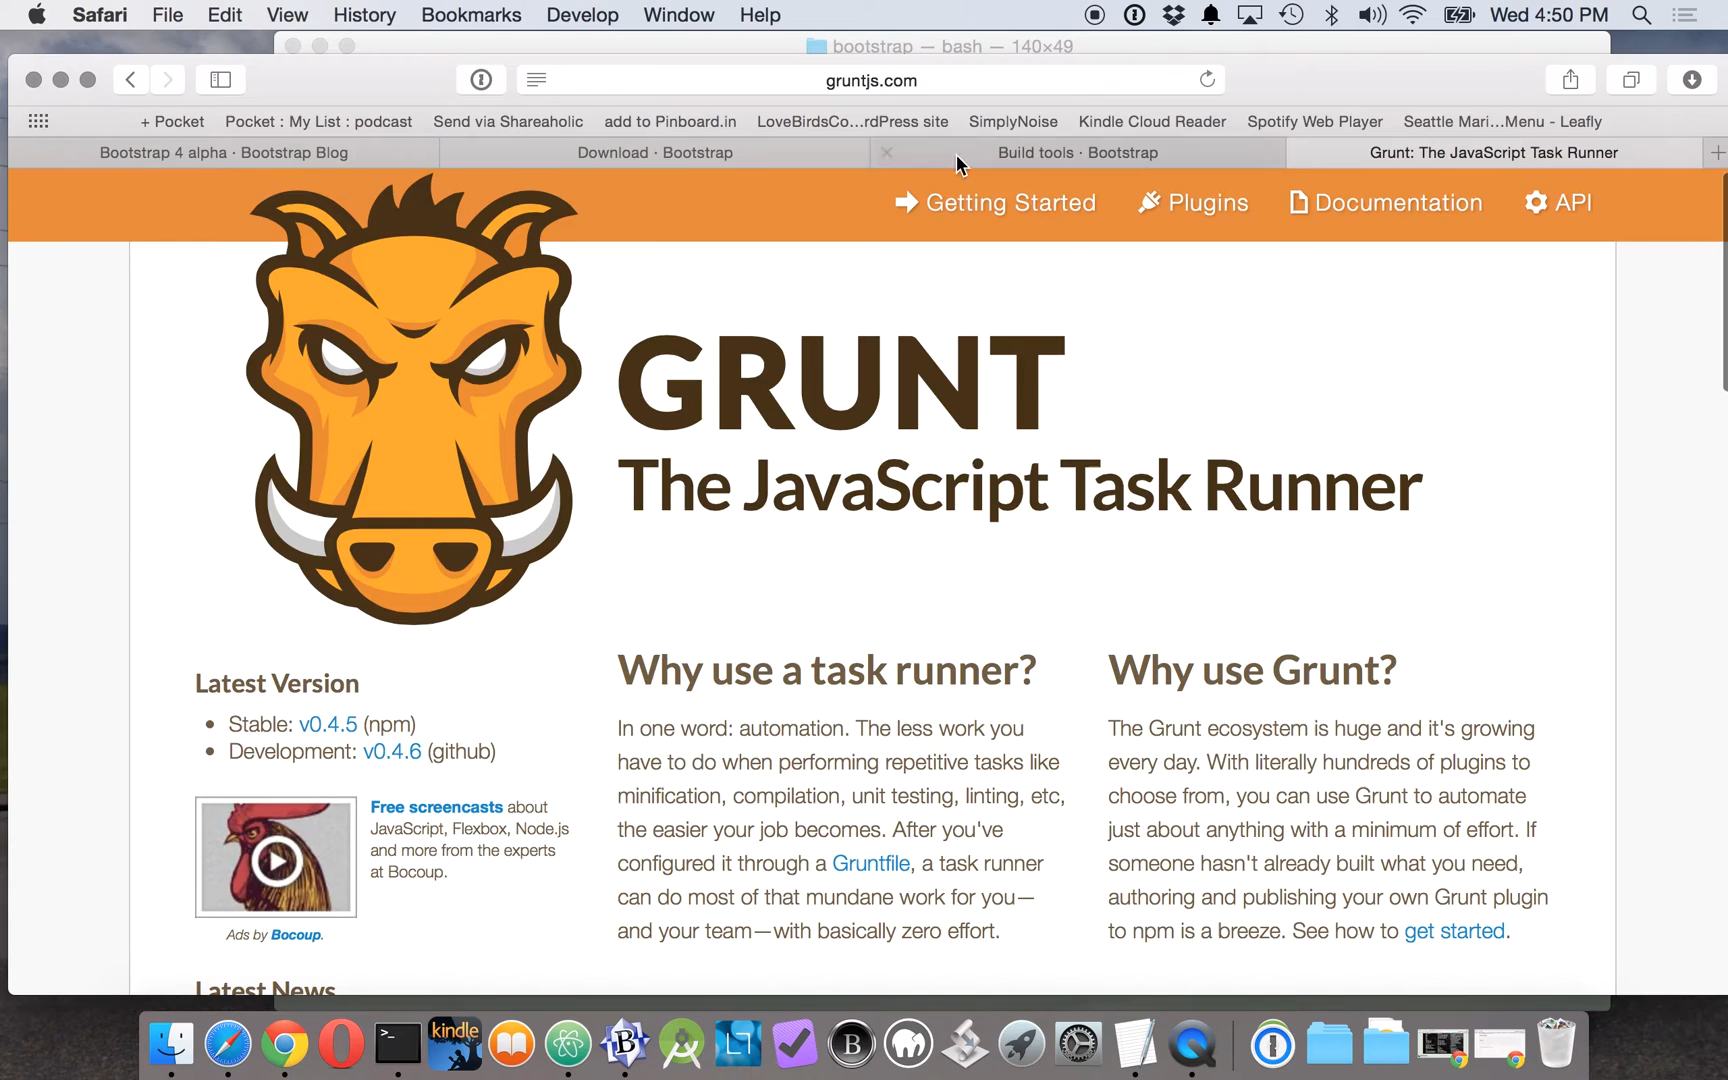 Safari File Edit View History Bookmarks Develop Window Help Wed 4:50 PM
bootstrap — bash — 140×49
gruntjs.com
+ Pocket Pocket : My List : podcast Send via Shareaholic add to Pinboard.in LoveBirdsCo...rdPress site SimplyNoise Kindle Cloud Reader Spotify Web Player Seattle Mari...Menu - Leafly
Bootstrap 4 alpha · Bootstrap Blog Download · Bootstrap Build tools · Bootstrap Grunt: The JavaScript Task Runner
Getting Started Plugins Documentation API
GRUNT
The JavaScript Task Runner
Latest Version
Stable: v0.4.5 (npm)
Development: v0.4.6 (github)
Free screencasts about
JavaScript, Flexbox, Node.js
and more from the experts
at Bocoup.
Ads by Bocoup.
Latest News
Why use a task runner?
In one word: automation. The less work you
have to do when performing repetitive tasks like
minification, compilation, unit testing, linting, etc,
the easier your job becomes. After you've
configured it through a Gruntfile, a task runner
can do most of that mundane work for you—
and your team—with basically zero effort.
Why use Grunt?
The Grunt ecosystem is huge and it's growing
every day. With literally hundreds of plugins to
choose from, you can use Grunt to automate
just about anything with a minimum of effort. If
someone hasn't already built what you need,
authoring and publishing your own Grunt plugin
to npm is a breeze. See how to get started.
>_
kindle
B
B